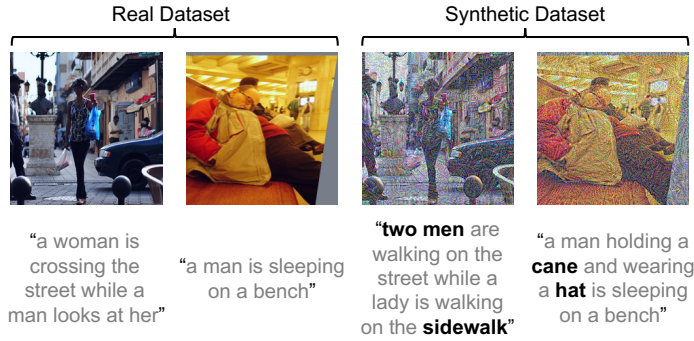 Real Dataset
Synthetic Dataset
“a woman is
crossing the
street while a
man looks at her”
“a man is sleeping
on a bench”
“two men are
walking on the
street while a
lady is walking
on the sidewalk”
“a man holding a
cane and wearing
a hat is sleeping
on a bench”